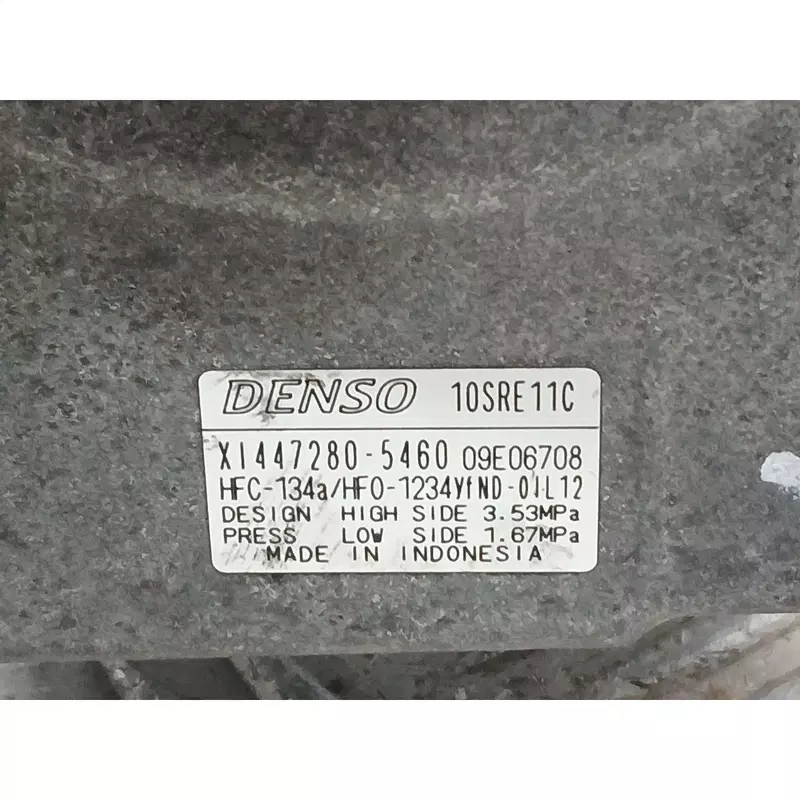 DENSO 10SRE11C
XI447280-5460 09E06708
HFC-134a/HFO-1234yfND-OIL12
DESIGN HIGH SIDE 3.53MPa
PRESS LOW SIDE 1.67MPa
MADE IN INDONESIA